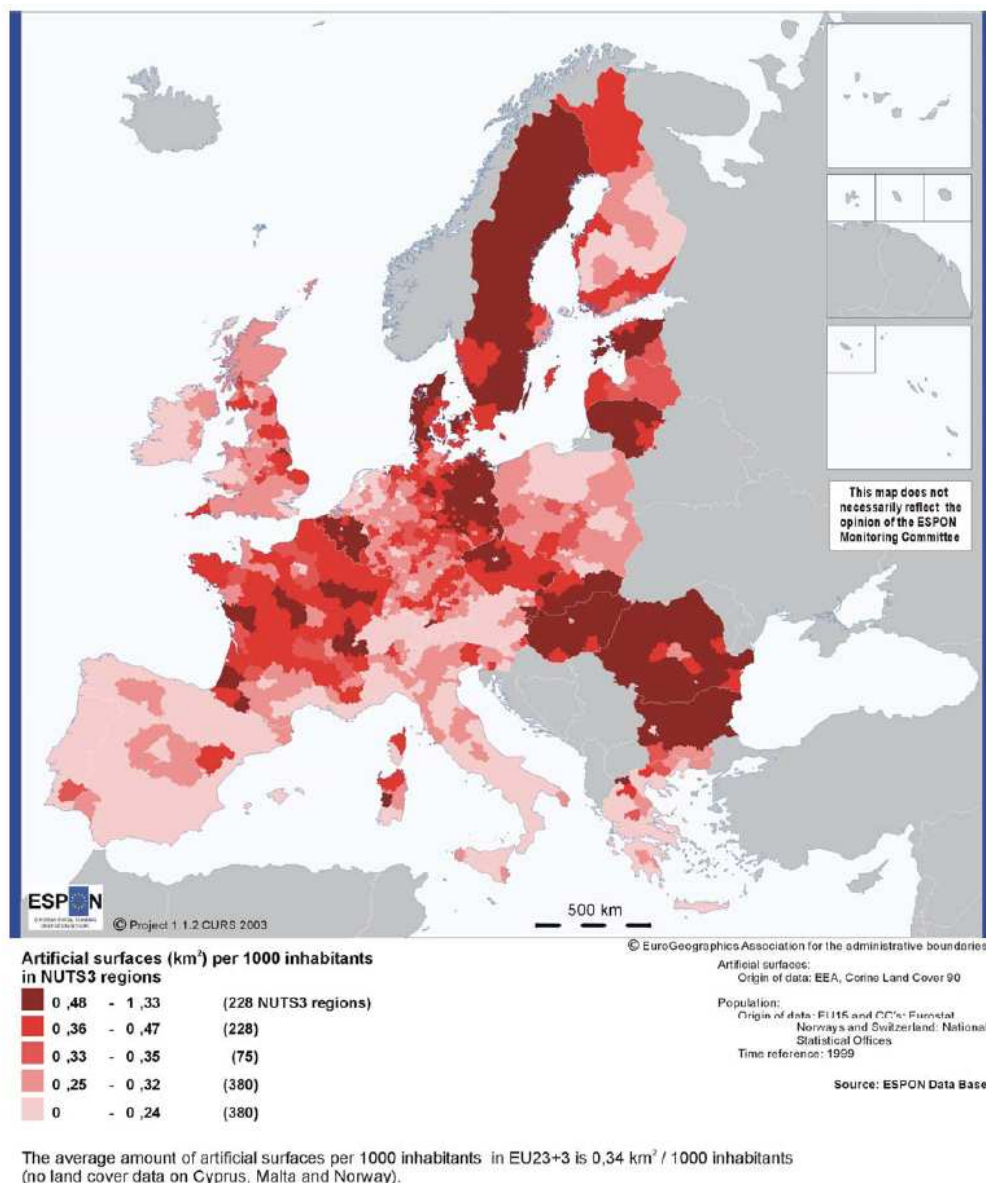 This map does not
necessarily reflect the
opinion of the ESPON
Monitoring Committee
500 km
ESPON
© Project 1.1.2 CURS 2003
© EuroGeographics Association for the administrative boundaries
Artificial surfaces (km²) per 1000 inhabitants
in NUTS3 regions
0 ,48 - 1 ,33 (228 NUTS3 regions)
0 ,36 - 0 ,47 (228)
0 ,33 - 0 ,35 (75)
0 ,25 - 0 ,32 (380)
0 - 0 ,24 (380)
Artificial surfaces:
Origin of data: EEA, Corine Land Cover 90
Population:
Origin of data: EU15 and CC's: Eurostat
Norways and Switzerland: National
Statistical Offices
Time reference: 1999
Source: ESPON Data Base
The average amount of artificial surfaces per 1000 inhabitants in EU23+3 is 0,34 km² / 1000 inhabitants
(no land cover data on Cyprus, Malta and Norway).